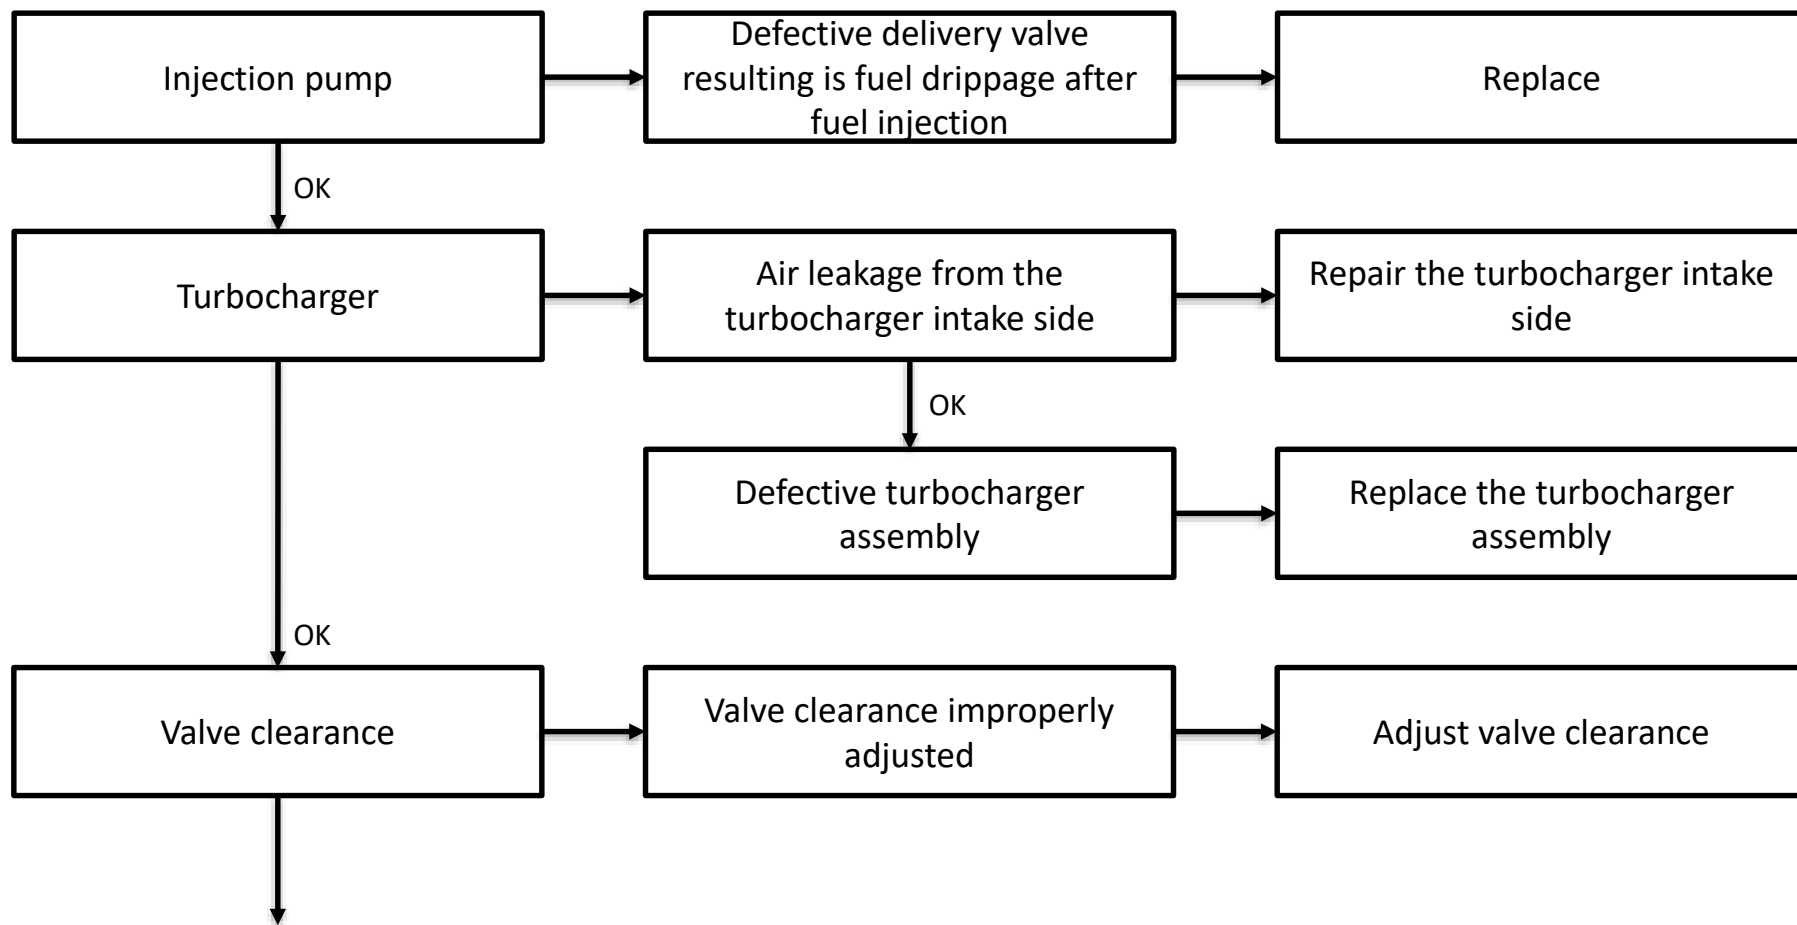 Injection pump
Defective delivery valve
resulting is fuel drippage after
fuel injection
Replace
OK
Turbocharger
Air leakage from the
turbocharger intake side
Repair the turbocharger intake
side
OK
Defective turbocharger
assembly
Replace the turbocharger
assembly
OK
Valve clearance
Valve clearance improperly
adjusted
Adjust valve clearance